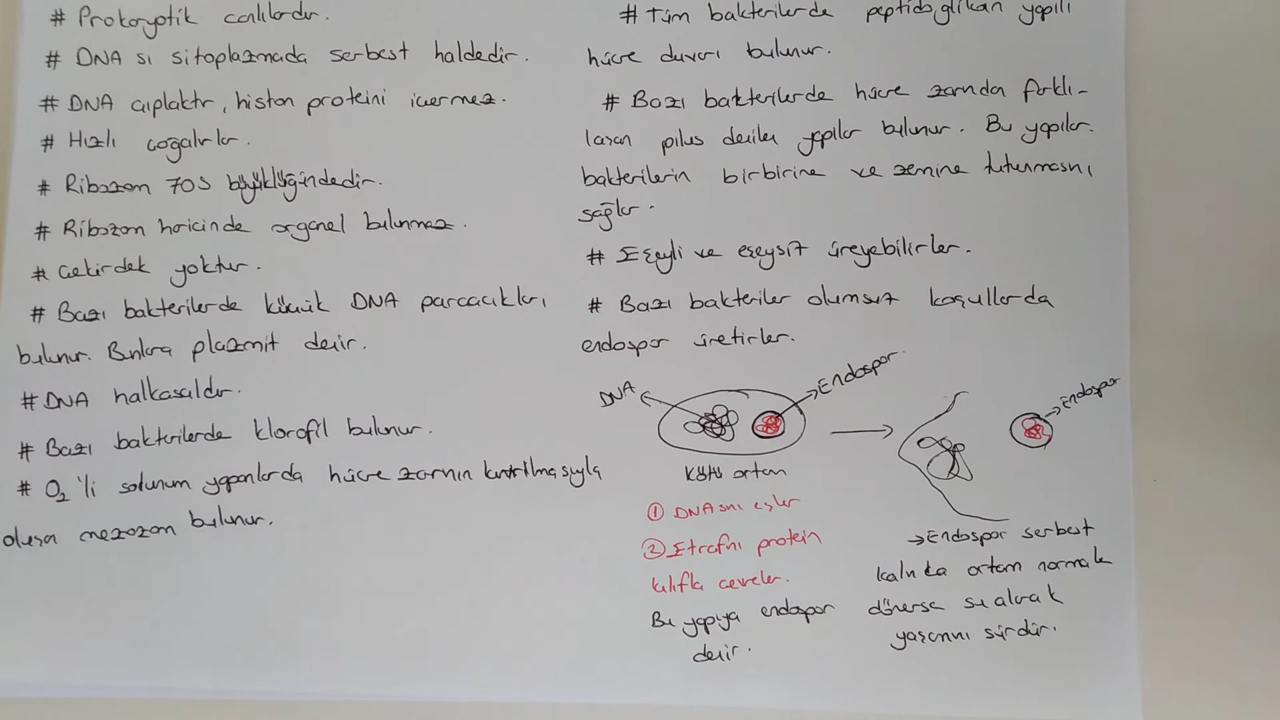 # Prokaryotik canlılardır.
# DNA sı sitoplazmada serbest haldedir.
# DNA çıplaktır, histon proteini içermez.
# Hızlı çoğalırlar.
# Ribozom 70S büyüklüğündedir.
# Ribozom haricinde organel bulunmaz.
# Çekirdek yoktur.
# Bazı bakterilerde küçük DNA parçacıkları
bulunur. Bunlara plazmit denir.
# DNA halkasaldır.
# Bazı bakterilerde klorofil bulunur.
# O₂'li solunum yapanlarda hücre zarının kıvrılmasıyla
oluşan mezozom bulunur.
# Tüm bakterilerde peptidoglikan yapılı
hücre duvarı bulunur.
# Bazı bakterilerde hücre zarından farklı-
laşan pilus denilen yapılar bulunur. Bu yapılar
bakterilerin birbirine ve zemine tutunmasını
sağlar.
# Eşeyli ve eşeysiz üreyebilirler.
# Bazı bakteriler olumsuz koşullarda
endospor üretirler.
DNA
Endospor
Endospor
Kötü ortam
① DNA sını eşler
② Etrafını protein
kılıfla çevreler.
Bu yapıya endospor
denir.
→Endospor serbest
kalır da ortam normale
dönerse su alarak
yaşamını sürdürür.